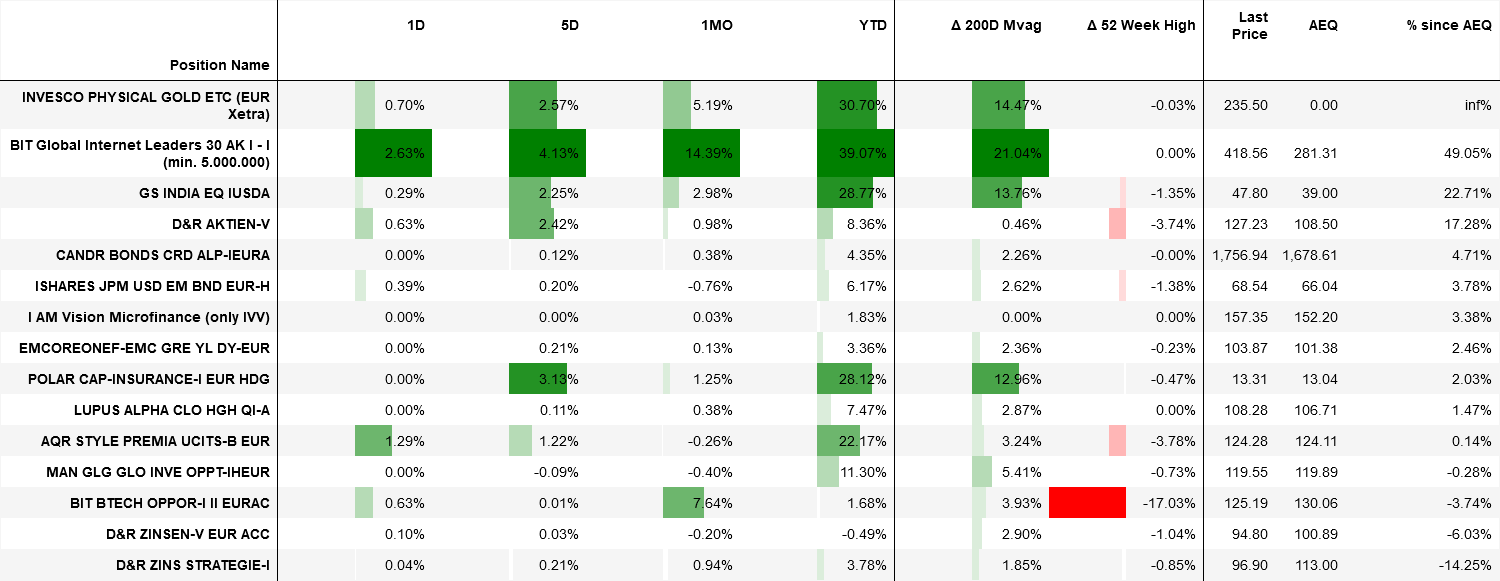 Position Name 1D 5D 1MO YTD Δ 200D Mvag Δ 52 Week High Last Price AEQ % since AEQ
INVESCO PHYSICAL GOLD ETC (EUR Xetra) 0.70% 2.57% 5.19% 30.70% 14.47% -0.03% 235.50 0.00 inf%
BIT Global Internet Leaders 30 AK I - I (min. 5.000.000) 2.63% 4.13% 14.39% 39.07% 21.04% 0.00% 418.56 281.31 49.05%
GS INDIA EQ IUSDA 0.29% 2.25% 2.98% 28.77% 13.76% -1.35% 47.80 39.00 22.71%
D&R AKTIEN-V 0.63% 2.42% 0.98% 8.36% 0.46% -3.74% 127.23 108.50 17.28%
CANDR BONDS CRD ALP-IEURA 0.00% 0.12% 0.38% 4.35% 2.26% -0.00% 1,756.94 1,678.61 4.71%
ISHARES JPM USD EM BND EUR-H 0.39% 0.20% -0.76% 6.17% 2.62% -1.38% 68.54 66.04 3.78%
I AM Vision Microfinance (only IVV) 0.00% 0.00% 0.03% 1.83% 0.00% 0.00% 157.35 152.20 3.38%
EMCOREONEF-EMC GRE YL DY-EUR 0.00% 0.21% 0.13% 3.36% 2.36% -0.23% 103.87 101.38 2.46%
POLAR CAP-INSURANCE-I EUR HDG 0.00% 3.13% 1.25% 28.12% 12.96% -0.47% 13.31 13.04 2.03%
LUPUS ALPHA CLO HGH QI-A 0.00% 0.11% 0.38% 7.47% 2.87% 0.00% 108.28 106.71 1.47%
AQR STYLE PREMIA UCITS-B EUR 1.29% 1.22% -0.26% 22.17% 3.24% -3.78% 124.28 124.11 0.14%
MAN GLG GLO INVE OPPT-IHEUR 0.00% -0.09% -0.40% 11.30% 5.41% -0.73% 119.55 119.89 -0.28%
BIT BTECH OPPOR-I II EURAC 0.63% 0.01% 7.64% 1.68% 3.93% -17.03% 125.19 130.06 -3.74%
D&R ZINSEN-V EUR ACC 0.10% 0.03% -0.20% -0.49% 2.90% -1.04% 94.80 100.89 -6.03%
D&R ZINS STRATEGIE-I 0.04% 0.21% 0.94% 3.78% 1.85% -0.85% 96.90 113.00 -14.25%